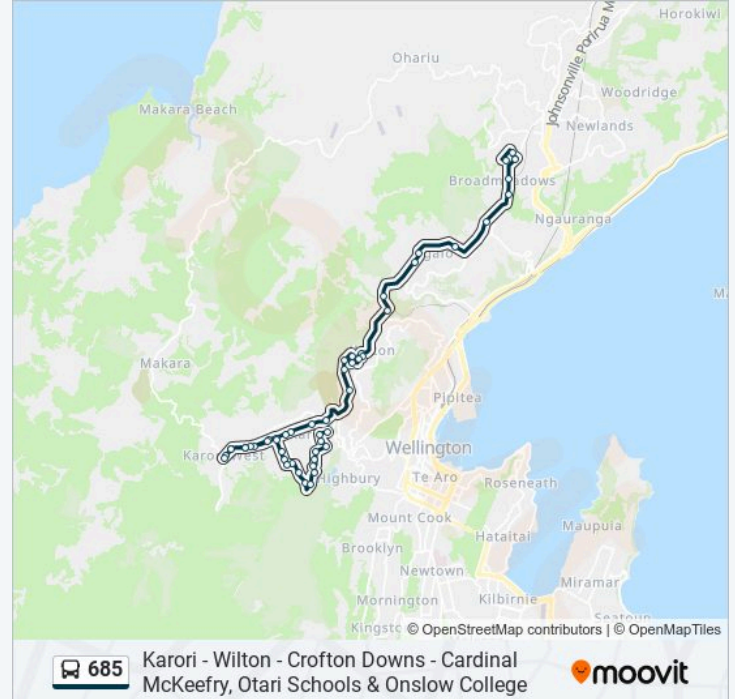 Horokiwi
Johnsonville Porirua M
Ohariu
Woodridge
Makara Beach
Newlands
Broadmeadows
Ngauranga
Makara
Pipitea
Wellington
Highbury
Te Aro
Roseneath
Mount Cook
Maupuia
Hataitai
Brooklyn
Newtown
Miramar
Mornington
Kilbirnie
© OpenStreetMap contributors | © OpenMapTiles
685
Karori - Wilton - Crofton Downs - Cardinal
McKeefry, Otari Schools & Onslow College
moovit